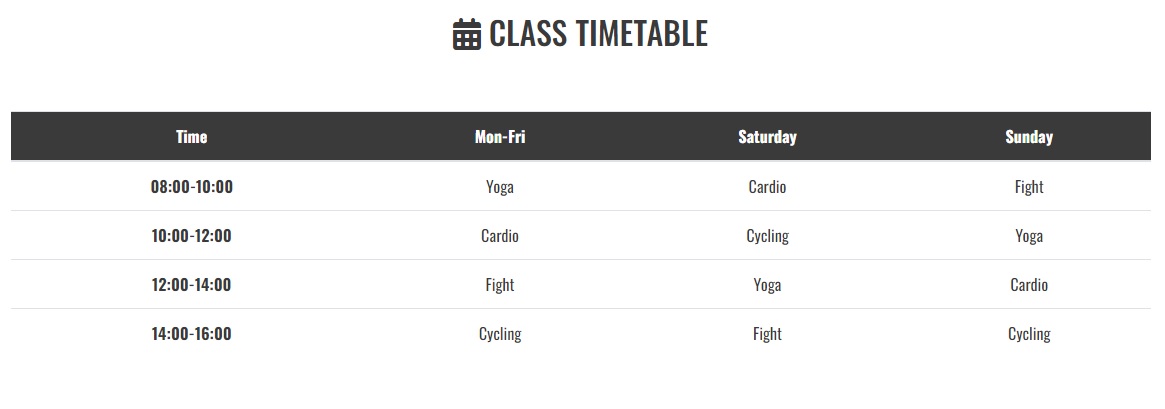 CLASS TIMETABLE
Time Mon-Fri Saturday Sunday
08:00-10:00 Yoga Cardio Fight
10:00-12:00 Cardio Cycling Yoga
12:00-14:00 Fight Yoga Cardio
14:00-16:00 Cycling Fight Cycling